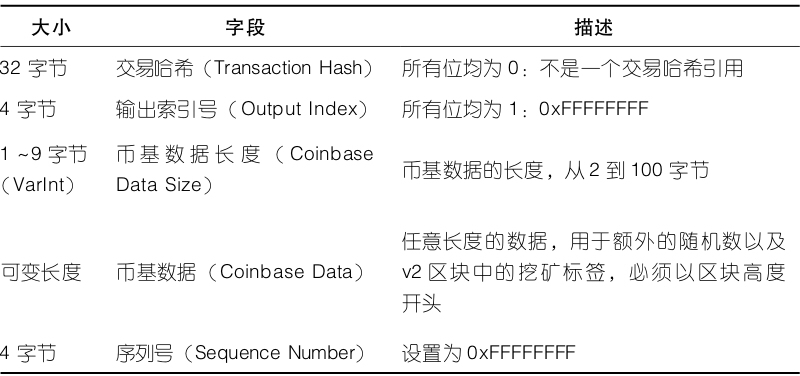 大小 字段 描述
32 字节 交易哈希（Transaction Hash） 所有位均为 0：不是一个交易哈希引用
4 字节 输出索引号（Output Index） 所有位均为 1：0xFFFFFFFF
1 ~9 字节 币基数据长度（Coinbase
（VarInt） Data Size） 币基数据的长度，从 2 到 100 字节
任意长度的数据，用于额外的随机数以及
可变长度 币基数据（Coinbase Data） v2 区块中的挖矿标签，必须以区块高度
开头
4 字节 序列号（Sequence Number） 设置为 0xFFFFFFFF